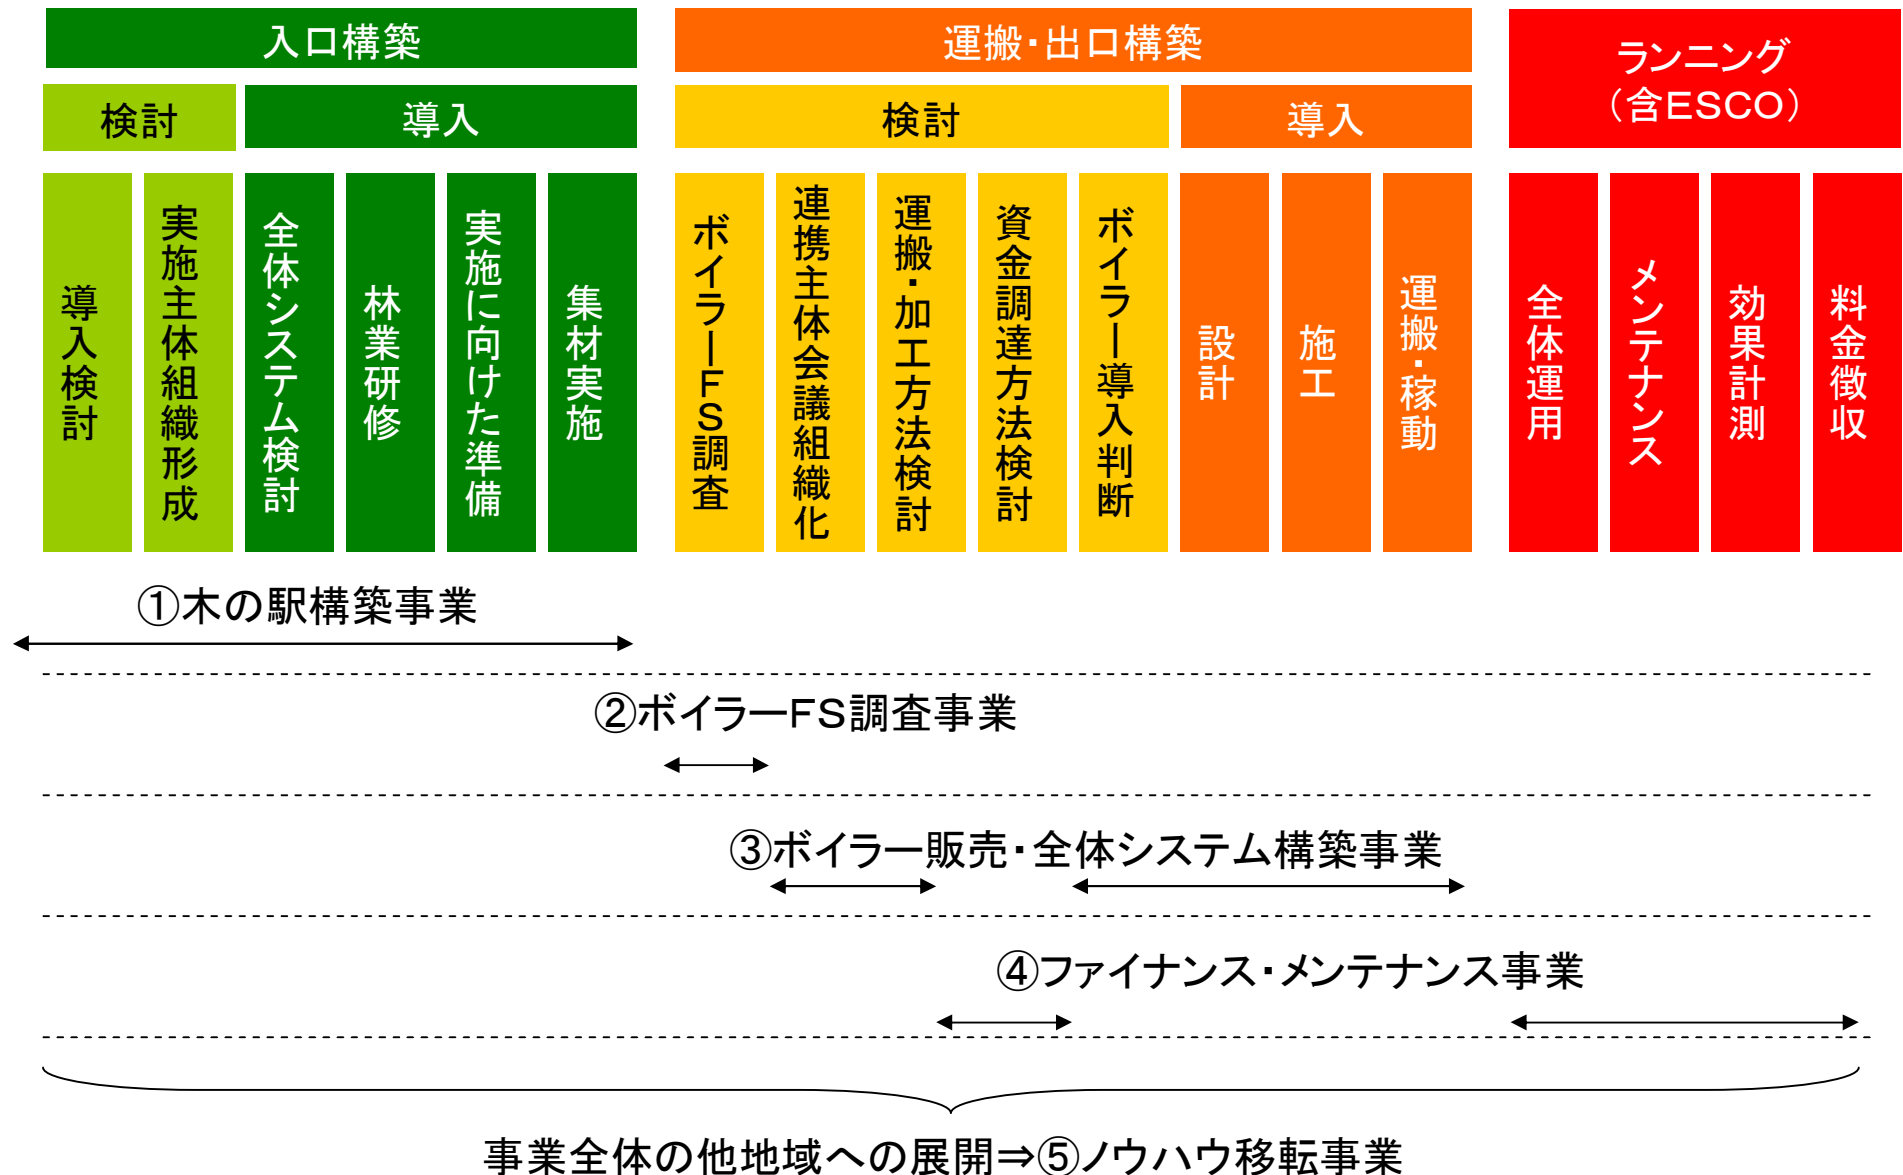 入口構築
運搬・出口構築
ランニング
（含ESCO）
検討
導入
検討
導入
導入検討
実施主体組織形成
全体システム検討
林業研修
実施に向けた準備
集材実施
ボイラーFS調査
連携主体会議組織化
運搬・加工方法検討
資金調達方法検討
ボイラー導入判断
設計
施工
運搬・稼動
全体運用
メンテナンス
効果計測
料金徴収
①木の駅構築事業
②ボイラーFS調査事業
③ボイラー販売・全体システム構築事業
④ファイナンス・メンテナンス事業
事業全体の他地域への展開⇒⑤ノウハウ移転事業